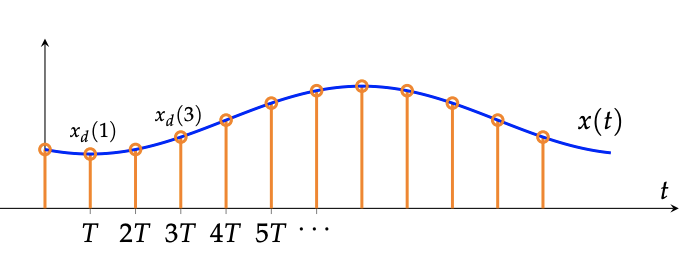 x_d(1)
x_d(3)
x(t)
t
T 2T 3T 4T 5T ···